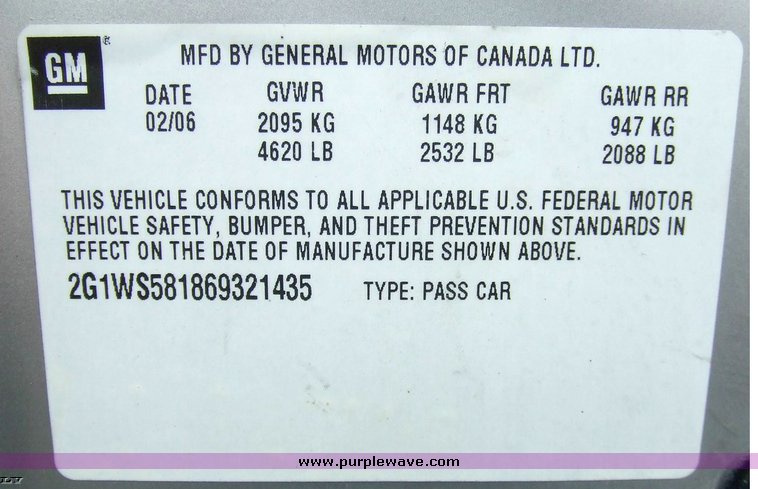 GM
MFD BY GENERAL MOTORS OF CANADA LTD.
DATE GVWR GAWR FRT GAWR RR
02/06 2095 KG 1148 KG 947 KG
4620 LB 2532 LB 2088 LB
THIS VEHICLE CONFORMS TO ALL APPLICABLE U.S. FEDERAL MOTOR
VEHICLE SAFETY, BUMPER, AND THEFT PREVENTION STANDARDS IN
EFFECT ON THE DATE OF MANUFACTURE SHOWN ABOVE.
2G1WS581869321435 TYPE: PASS CAR
www.purplewave.com